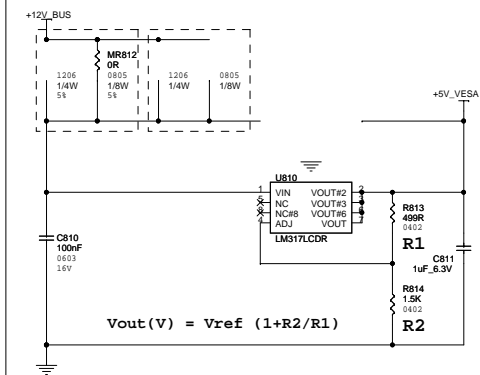 +12V_BUS
MR812
0R
1206
1/4W
5%
0805
1/8W
5%
1206
1/4W
0805
1/8W
+5V_VESA
U810
1 VIN VOUT#2 2
NC VOUT#3
NC#8 VOUT#6
4 ADJ VOUT 7
LM317LCDR
C810
100nF
0603
16V
R813
499R
0402
R1
C811
1uF_6.3V
R814
1.5K
0402
R2
Vout(V) = Vref (1+R2/R1)